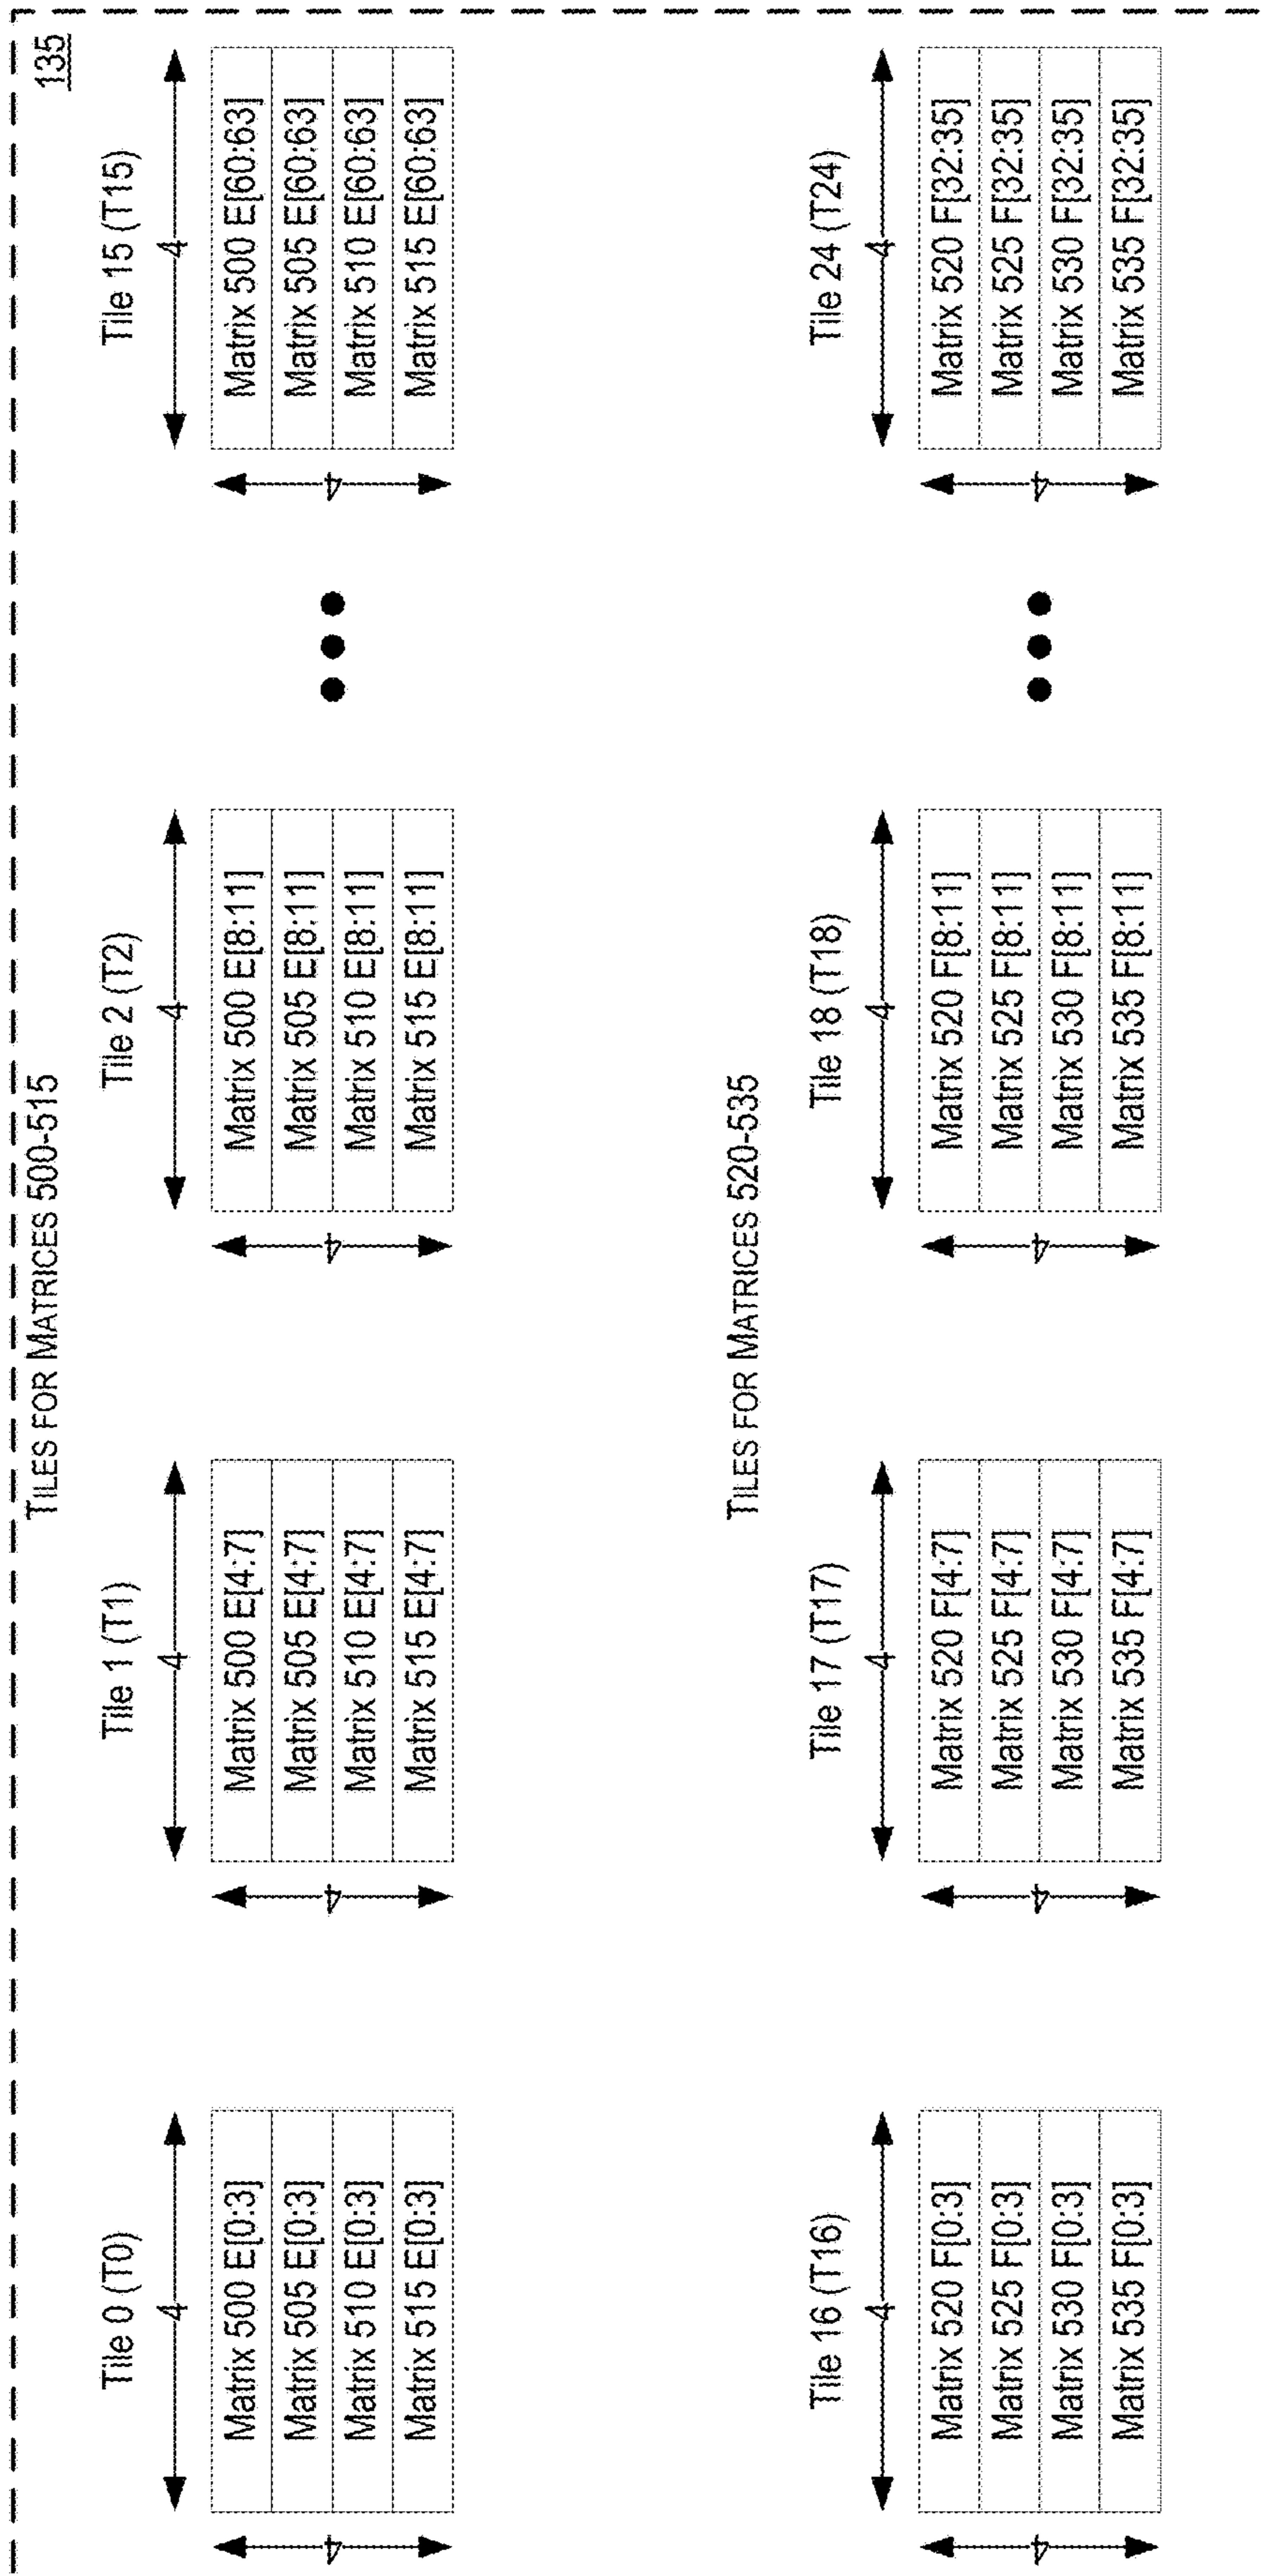 135
TILES FOR MATRICES 500-515
Tile 0 (T0)
4
4
Matrix 500 E[0:3]
Matrix 505 E[0:3]
Matrix 510 E[0:3]
Matrix 515 E[0:3]
Tile 1 (T1)
4
4
Matrix 500 E[4:7]
Matrix 505 E[4:7]
Matrix 510 E[4:7]
Matrix 515 E[4:7]
Tile 2 (T2)
4
4
Matrix 500 E[8:11]
Matrix 505 E[8:11]
Matrix 510 E[8:11]
Matrix 515 E[8:11]
Tile 15 (T15)
4
4
Matrix 500 E[60:63]
Matrix 505 E[60:63]
Matrix 510 E[60:63]
Matrix 515 E[60:63]
TILES FOR MATRICES 520-535
Tile 16 (T16)
4
4
Matrix 520 F[0:3]
Matrix 525 F[0:3]
Matrix 530 F[0:3]
Matrix 535 F[0:3]
Tile 17 (T17)
4
4
Matrix 520 F[4:7]
Matrix 525 F[4:7]
Matrix 530 F[4:7]
Matrix 535 F[4:7]
Tile 18 (T18)
4
4
Matrix 520 F[8:11]
Matrix 525 F[8:11]
Matrix 530 F[8:11]
Matrix 535 F[8:11]
Tile 24 (T24)
4
4
Matrix 520 F[32:35]
Matrix 525 F[32:35]
Matrix 530 F[32:35]
Matrix 535 F[32:35]